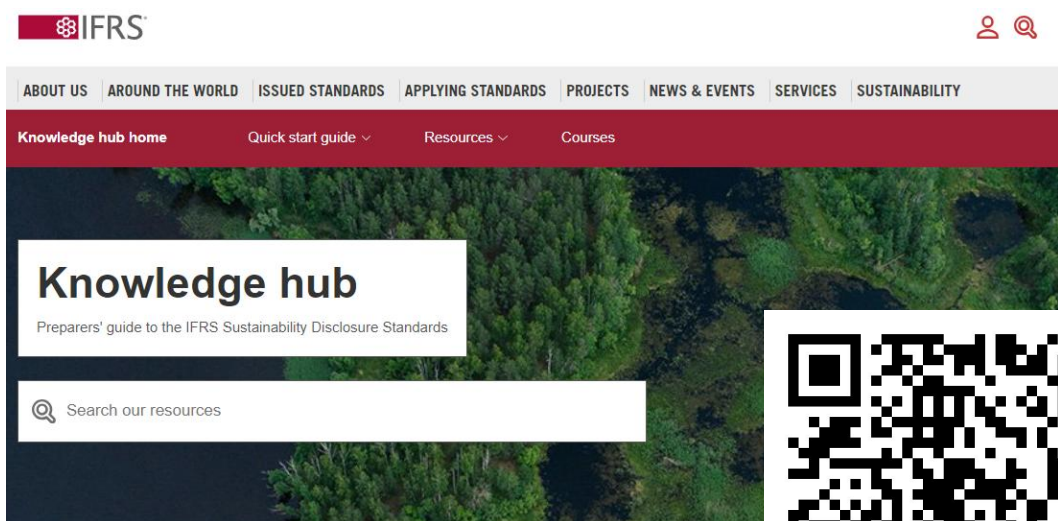 IFRS
ABOUT US AROUND THE WORLD ISSUED STANDARDS APPLYING STANDARDS PROJECTS NEWS & EVENTS SERVICES SUSTAINABILITY
Knowledge hub home Quick start guide Resources Courses
Knowledge hub
Preparers' guide to the IFRS Sustainability Disclosure Standards
Search our resources